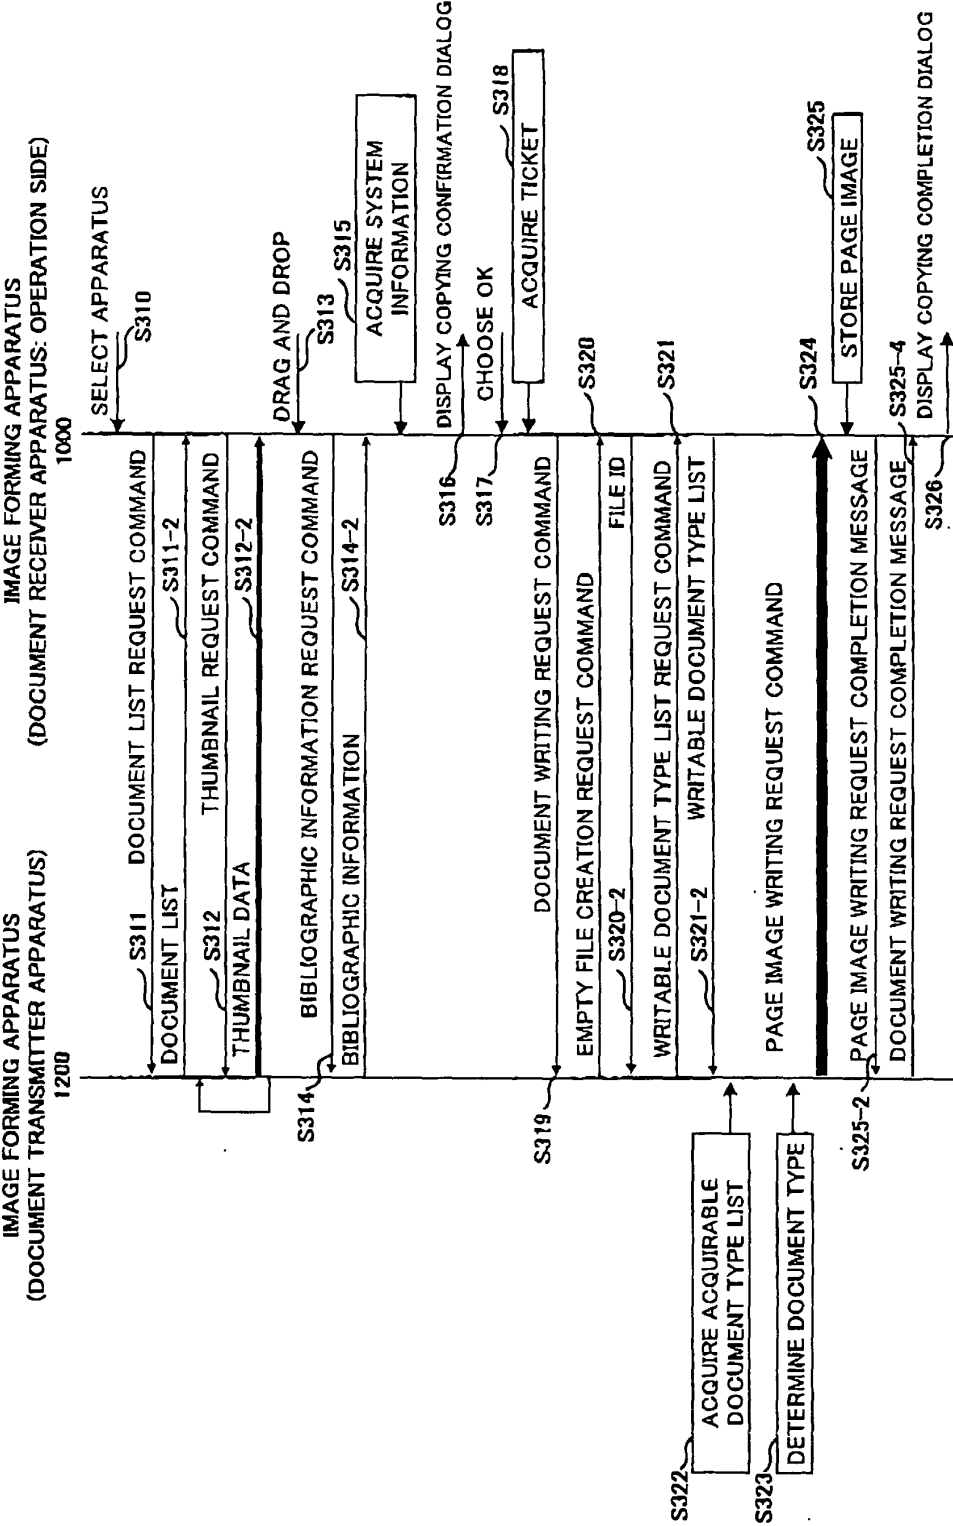 IMAGE FORMING APPARATUS
(DOCUMENT TRANSMITTER APPARATUS)
1200
IMAGE FORMING APPARATUS
(DOCUMENT RECEIVER APPARATUS: OPERATION SIDE)
1000
SELECT APPARATUS
S310
S311
DOCUMENT LIST REQUEST COMMAND
DOCUMENT LIST
S311-2
S312
THUMBNAIL REQUEST COMMAND
THUMBNAIL DATA
S312-2
DRAG AND DROP
S313
S314
BIBLIOGRAPHIC INFORMATION REQUEST COMMAND
BIBLIOGRAPHIC INFORMATION
S314-2
S315
ACQUIRE SYSTEM
INFORMATION
S316
DISPLAY COPYING CONFIRMATION DIALOG
S317
CHOOSE OK
S318
ACQUIRE TICKET
S319
DOCUMENT WRITING REQUEST COMMAND
EMPTY FILE CREATION REQUEST COMMAND
S320
S320-2
FILE ID
WRITABLE DOCUMENT TYPE LIST REQUEST COMMAND
S321
S321-2
WRITABLE DOCUMENT TYPE LIST
S322
ACQUIRE ACQUIRABLE
DOCUMENT TYPE LIST
S323
DETERMINE DOCUMENT TYPE
PAGE IMAGE WRITING REQUEST COMMAND
S324
S325
STORE PAGE IMAGE
S325-2
PAGE IMAGE WRITING REQUEST COMPLETION MESSAGE
DOCUMENT WRITING REQUEST COMPLETION MESSAGE
S325-4
S326
DISPLAY COPYING COMPLETION DIALOG